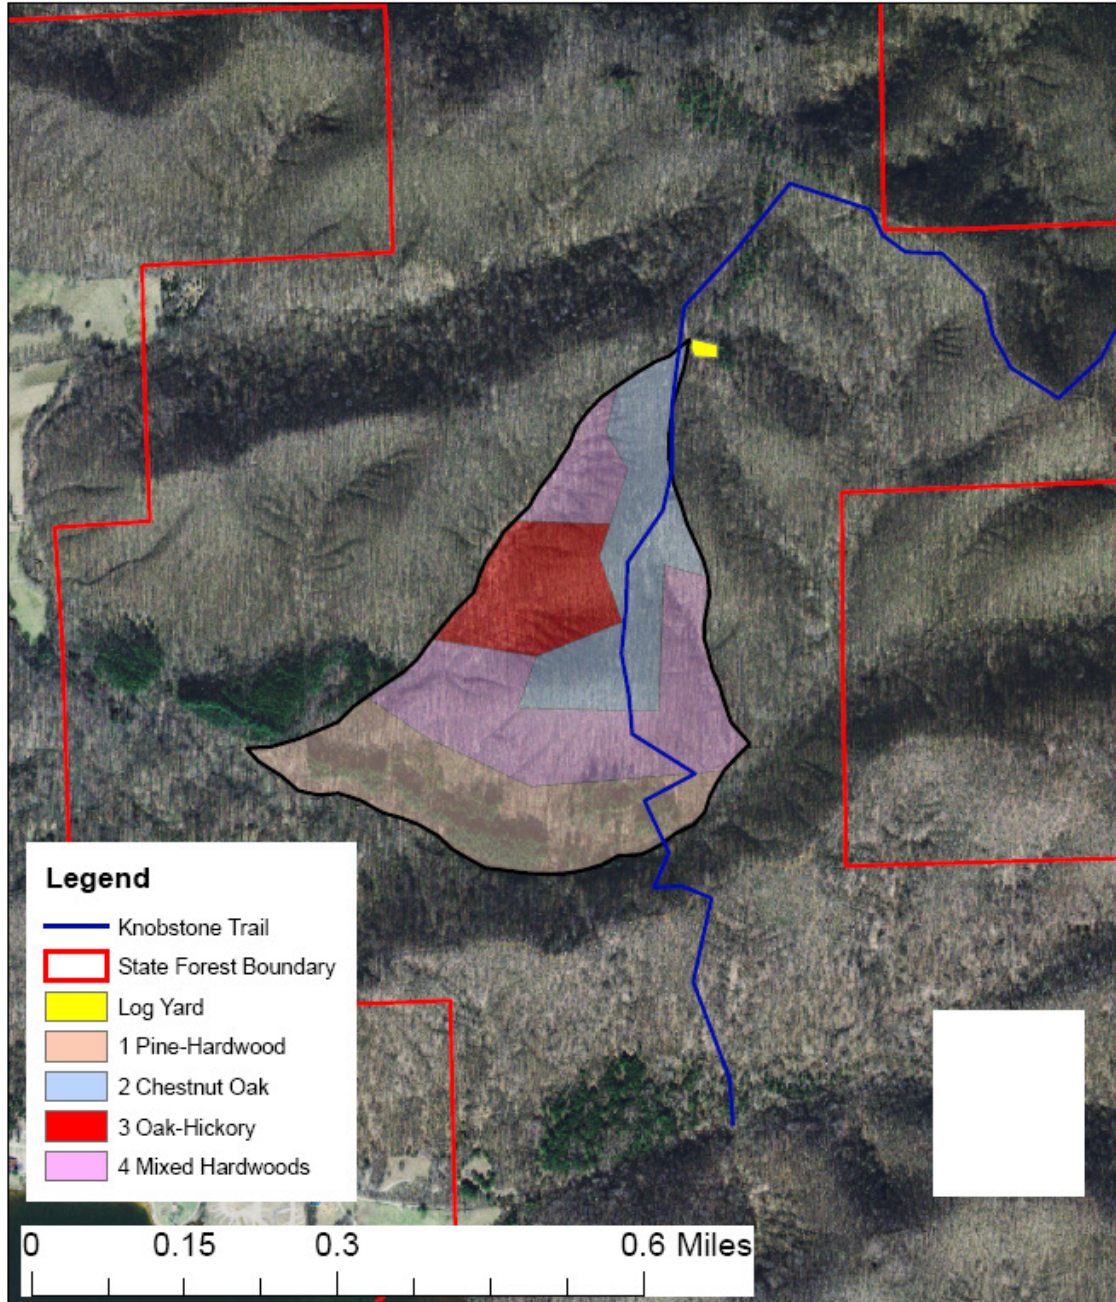 Legend
Knobstone Trail
State Forest Boundary
Log Yard
1 Pine-Hardwood
2 Chestnut Oak
3 Oak-Hickory
4 Mixed Hardwoods
0 0.15 0.3 0.6 Miles